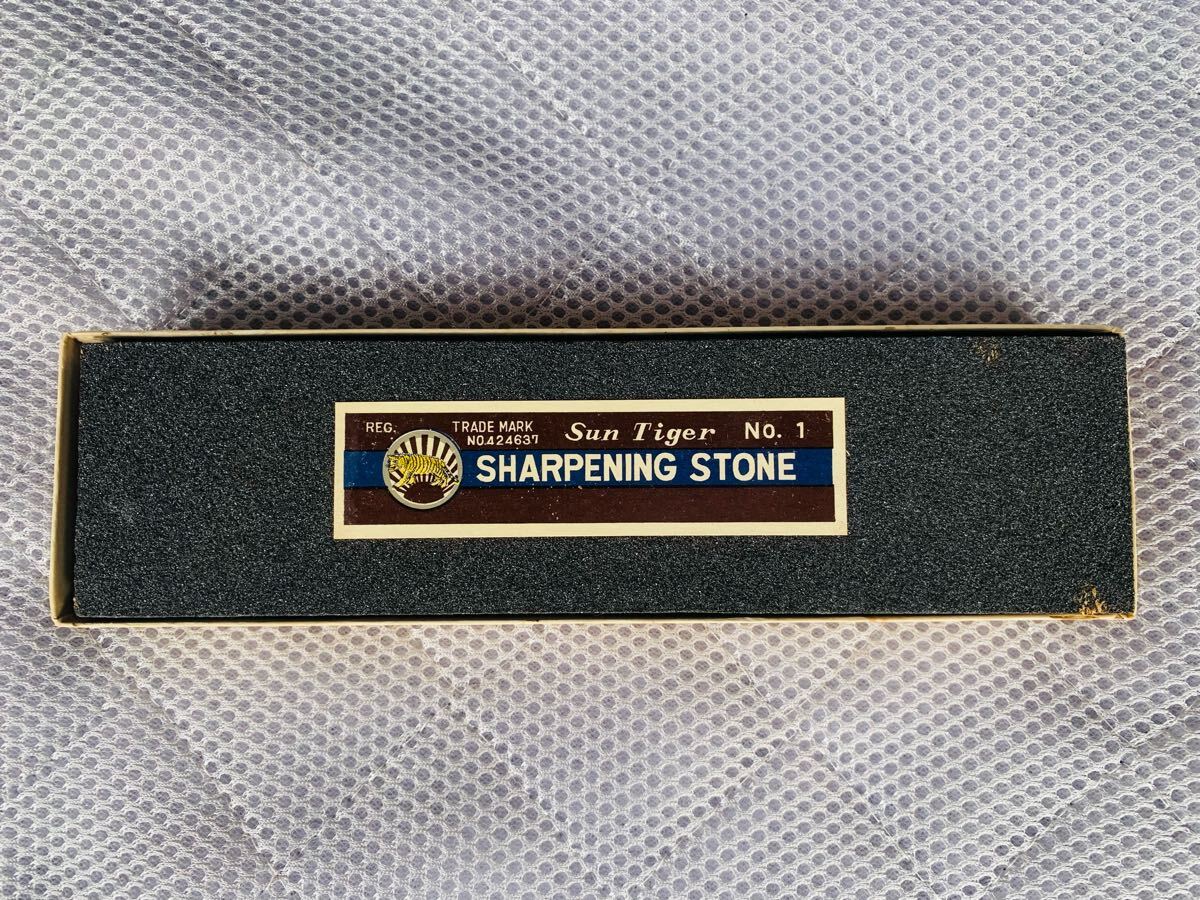 REG. TRADE MARK Sun Tiger No. 1
NO.424637
SHARPENING STONE